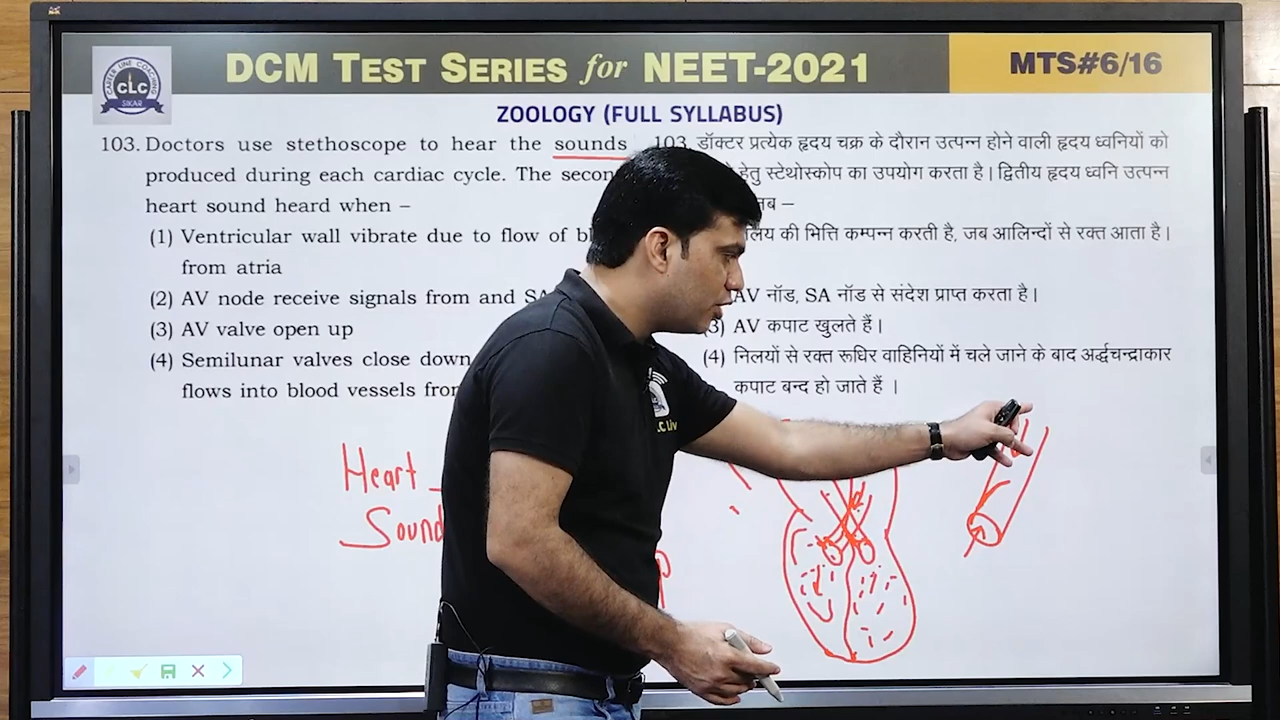 DCM TEST SERIES for NEET-2021
MTS#6/16
CAREER LINE COACHING
CLC
SIKAR
ZOOLOGY (FULL SYLLABUS)
103. Doctors use stethoscope to hear the sounds
produced during each cardiac cycle. The
heart sound heard when –
(1) Ventricular wall vibrate due to flow of
from atria
(2) AV node receive signals from and
(3) AV valve open up
(4) Semilunar valves close down
flows into blood vessels
103. डॉक्टर प्रत्येक हृदय चक्र के दौरान उत्पन्न होने वाली हृदय ध्वनियों को
हेतु स्टेथोस्कोप का उपयोग करता है। द्वितीय हृदय ध्वनि उत्पन्न
की भित्ति कम्पन्न करती है, जब आलिन्दों से रक्त आता है।
AV नॉड, SA नॉड से संदेश प्राप्त करता है।
(3) AV कपाट खुलते हैं।
(4) निलयों से रक्त रूधिर वाहिनियों में चले जाने के बाद अर्द्धचन्द्राकार
कपाट बन्द हो जाते हैं ।
Heart
Sound